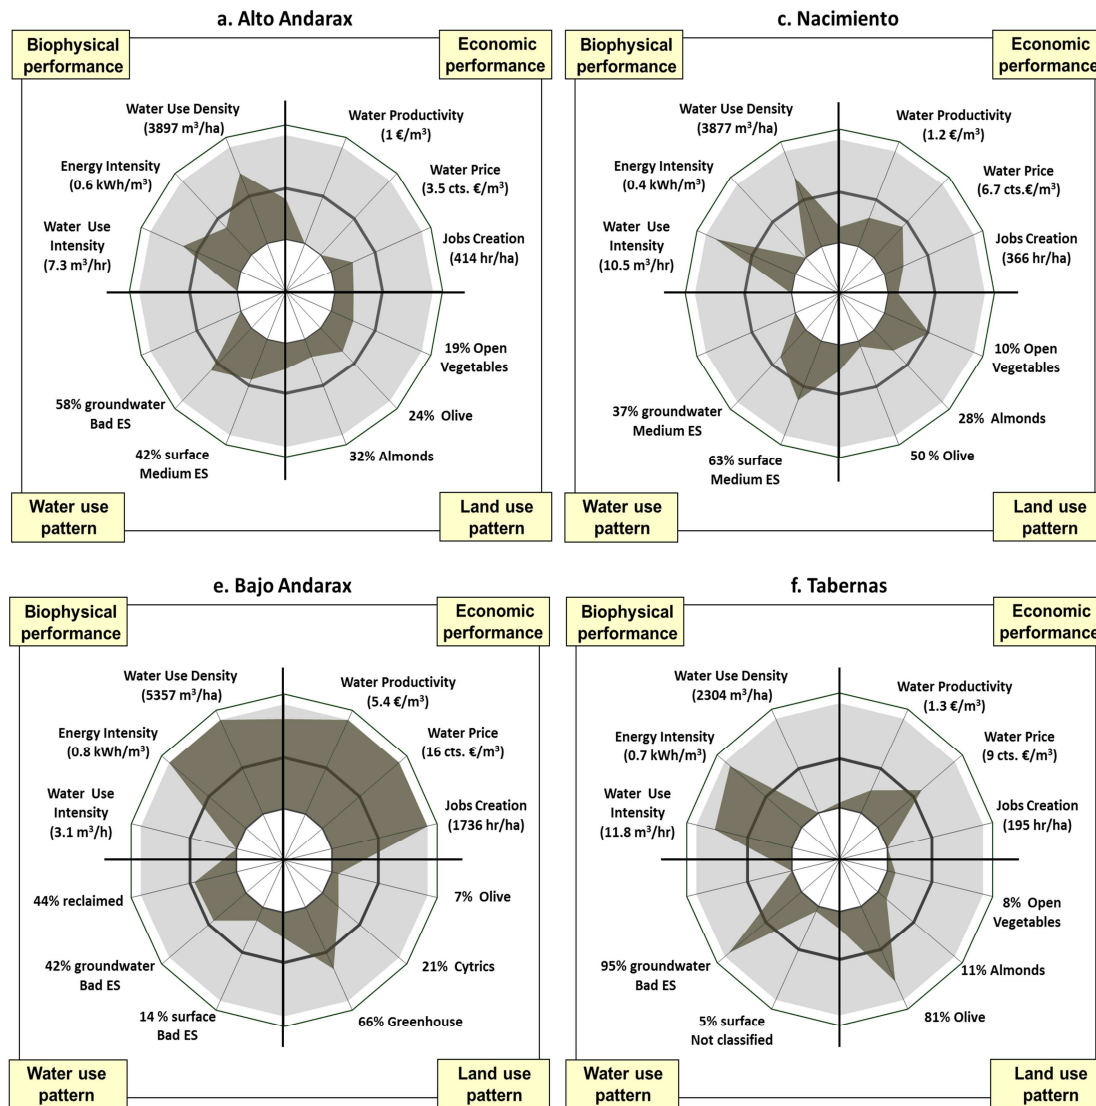 a. Alto Andarax
Biophysical
performance
Economic
performance
Water Use Density
(3897 m³/ha)
Water Productivity
(1 €/m³)
Energy Intensity
(0.6 kWh/m³)
Water Price
(3.5 cts. €/m³)
Water Use
Intensity
(7.3 m³/hr)
Jobs Creation
(414 hr/ha)
19% Open
Vegetables
58% groundwater
Bad ES
24% Olive
42% surface
Medium ES
32% Almonds
Water use
pattern
Land use
pattern
c. Nacimiento
Biophysical
performance
Economic
performance
Water Use Density
(3877 m³/ha)
Water Productivity
(1.2 €/m³)
Energy Intensity
(0.4 kWh/m³)
Water Price
(6.7 cts.€/m³)
Water Use
Intensity
(10.5 m³/hr)
Jobs Creation
(366 hr/ha)
10% Open
Vegetables
37% groundwater
Medium ES
28% Almonds
63% surface
Medium ES
50 % Olive
Water use
pattern
Land use
pattern
e. Bajo Andarax
Biophysical
performance
Economic
performance
Water Use Density
(5357 m³/ha)
Water Productivity
(5.4 €/m³)
Energy Intensity
(0.8 kWh/m³)
Water Price
(16 cts. €/m³)
Water Use
Intensity
(3.1 m³/h)
Jobs Creation
(1736 hr/ha)
44% reclaimed
7% Olive
42% groundwater
Bad ES
21% Cytrics
14 % surface
Bad ES
66% Greenhouse
Water use
pattern
Land use
pattern
f. Tabernas
Biophysical
performance
Economic
performance
Water Use Density
(2304 m³/ha)
Water Productivity
(1.3 €/m³)
Energy Intensity
(0.7 kWh/m³)
Water Price
(9 cts. €/m³)
Water Use
Intensity
(11.8 m³/hr)
Jobs Creation
(195 hr/ha)
8% Open
Vegetables
95% groundwater
Bad ES
11% Almonds
5% surface
Not classified
81% Olive
Water use
pattern
Land use
pattern